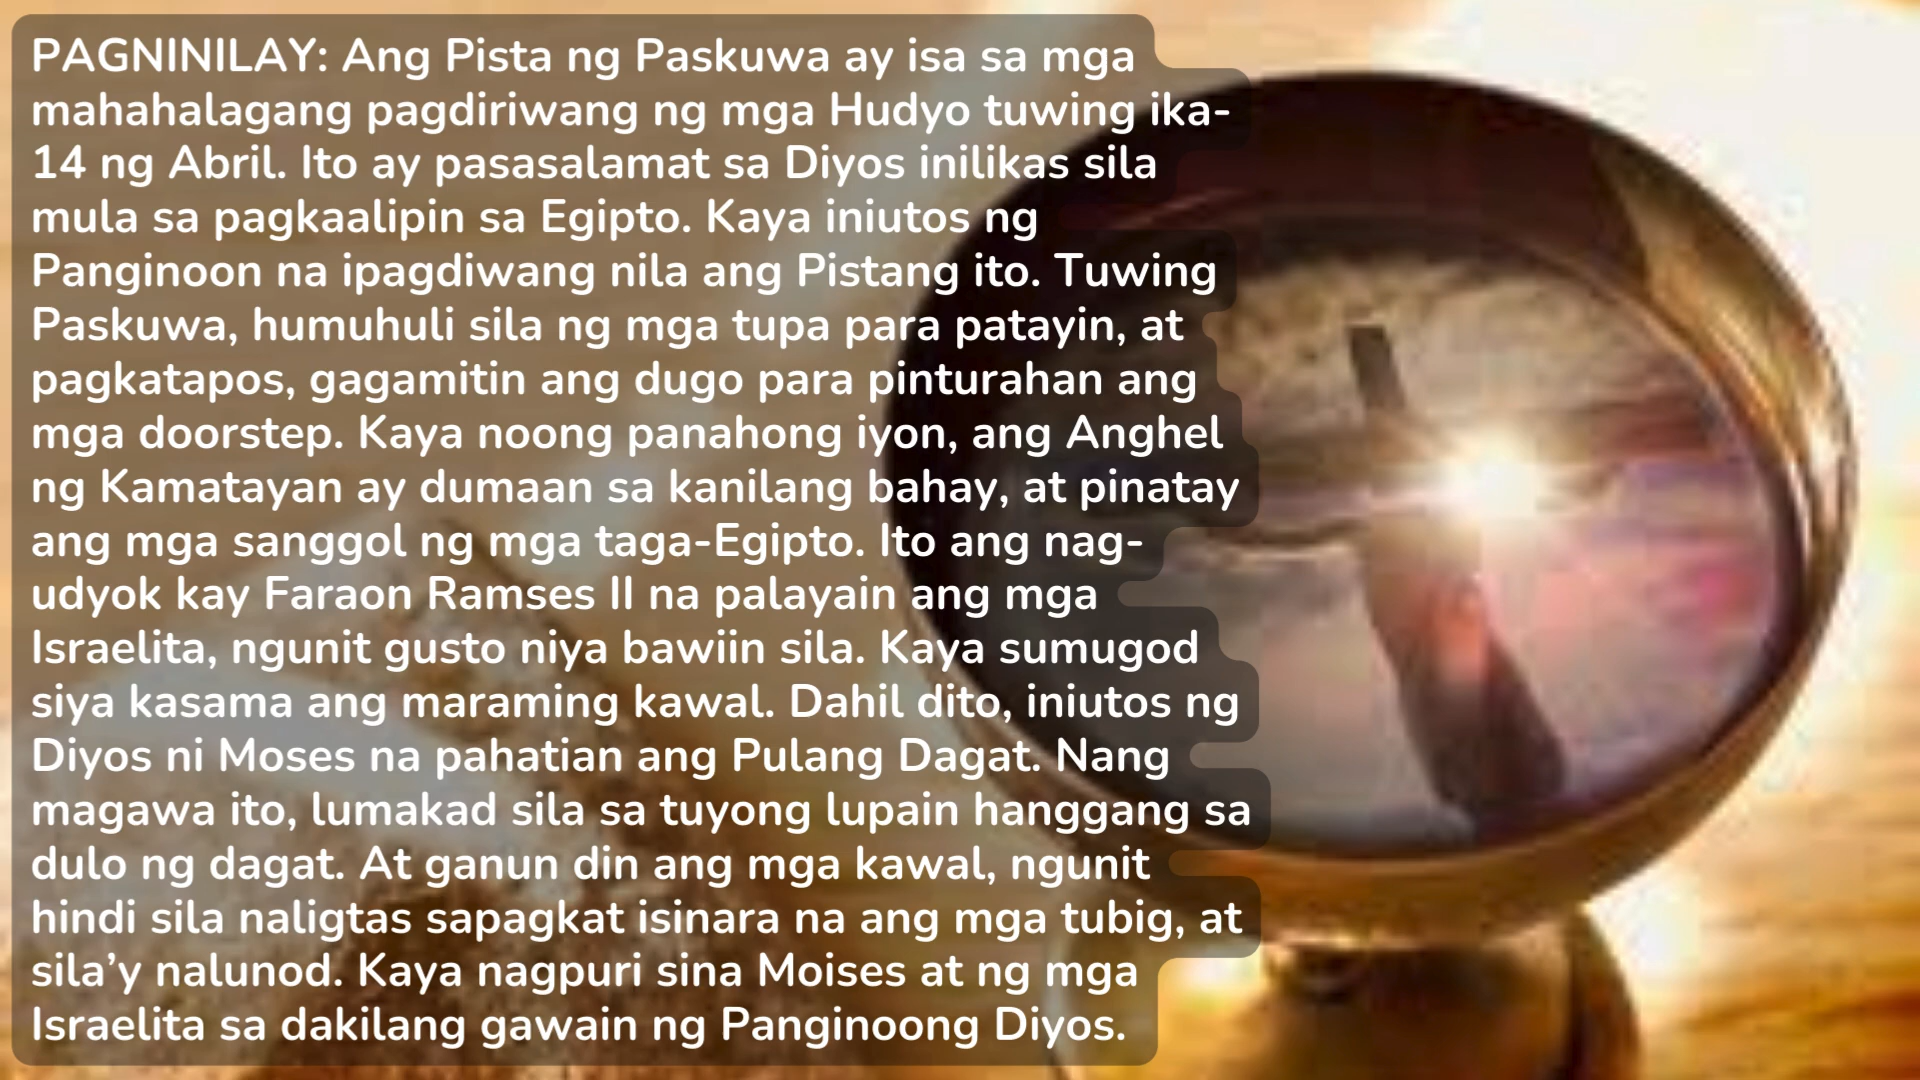 PAGNINILAY: Ang Pista ng Paskuwa ay isa sa mga
mahahalagang pagdiriwang ng mga Hudyo tuwing ika-
14 ng Abril. Ito ay pasasalamat sa Diyos inilikas sila
mula sa pagkaalipin sa Egipto. Kaya iniutos ng
Panginoon na ipagdiwang nila ang Pistang ito. Tuwing
Paskuwa, humuhuli sila ng mga tupa para patayin, at
pagkatapos, gagamitin ang dugo para pinturahan ang
mga doorstep. Kaya noong panahong iyon, ang Anghel
ng Kamatayan ay dumaan sa kanilang bahay, at pinatay
ang mga sanggol ng mga taga-Egipto. Ito ang nag-
udyok kay Faraon Ramses II na palayain ang mga
Israelita, ngunit gusto niya bawiin sila. Kaya sumugod
siya kasama ang maraming kawal. Dahil dito, iniutos ng
Diyos ni Moses na pahatian ang Pulang Dagat. Nang
magawa ito, lumakad sila sa tuyong lupain hanggang sa
dulo ng dagat. At ganun din ang mga kawal, ngunit
hindi sila naligtas sapagkat isinara na ang mga tubig, at
sila’y nalunod. Kaya nagpuri sina Moises at ng mga
Israelita sa dakilang gawain ng Panginoong Diyos.